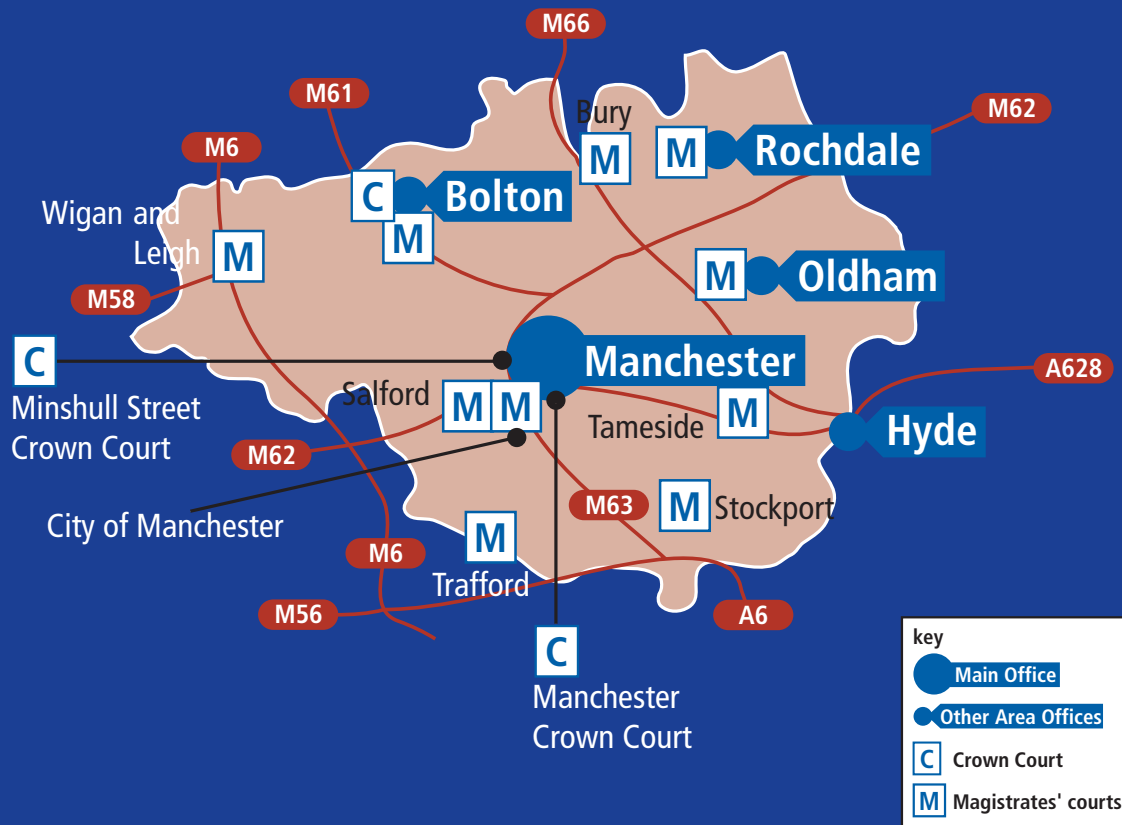 M66
M61
M62
Bury
M
M
Rochdale
M6
C
Bolton
M
Wigan and
Leigh
M
M
Oldham
M58
C
Minshull Street
Crown Court
Manchester
A628
Salford
M
M
Tameside
M
Hyde
M62
City of Manchester
M63
M
Stockport
M6
M
Trafford
M56
A6
C
Manchester
Crown Court
key
Main Office
Other Area Offices
C Crown Court
M Magistrates' courts